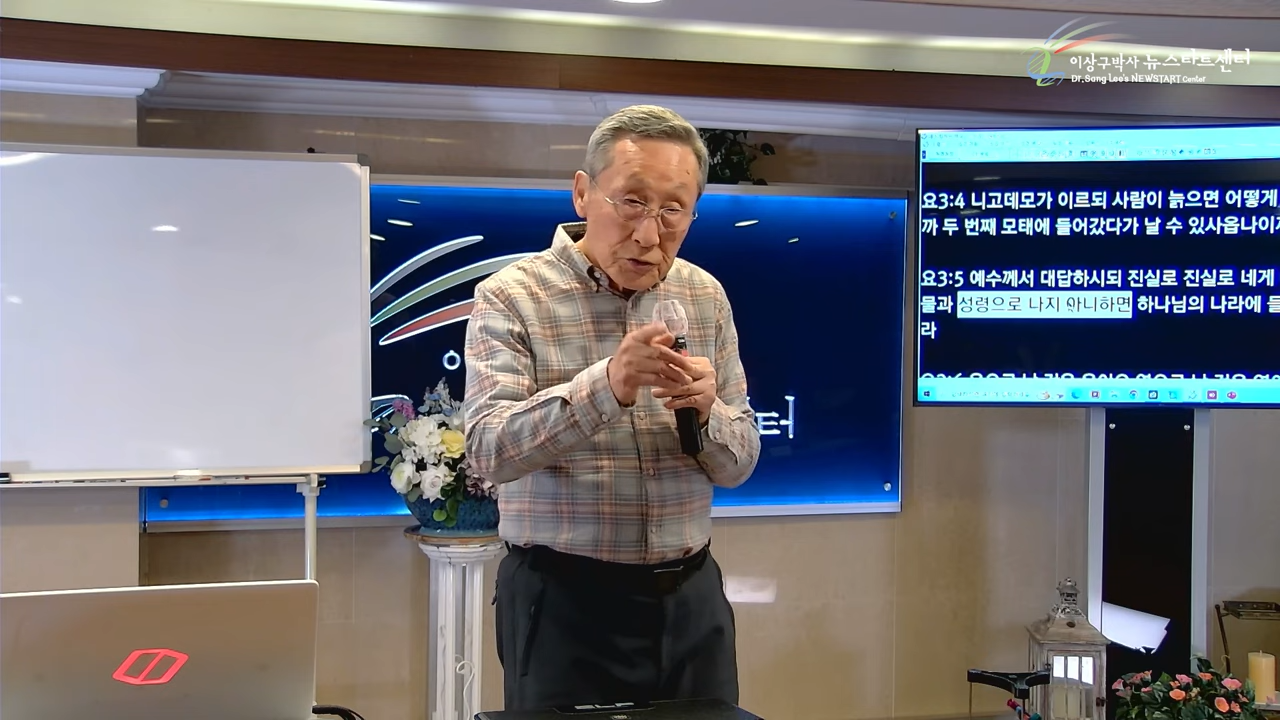 이상구박사 뉴스타트센터
Dr. Sang Lee's NEWSTART Center
요3:4 니고데모가 이르되 사람이 늙으면 어떻게
까 두 번째 모태에 들어갔다가 날 수 있사옵나이까
요3:5 예수께서 대답하시되 진실로 진실로 네게
물과 성령으로 나지 아니하면 하나님의 나라에 들
라
터